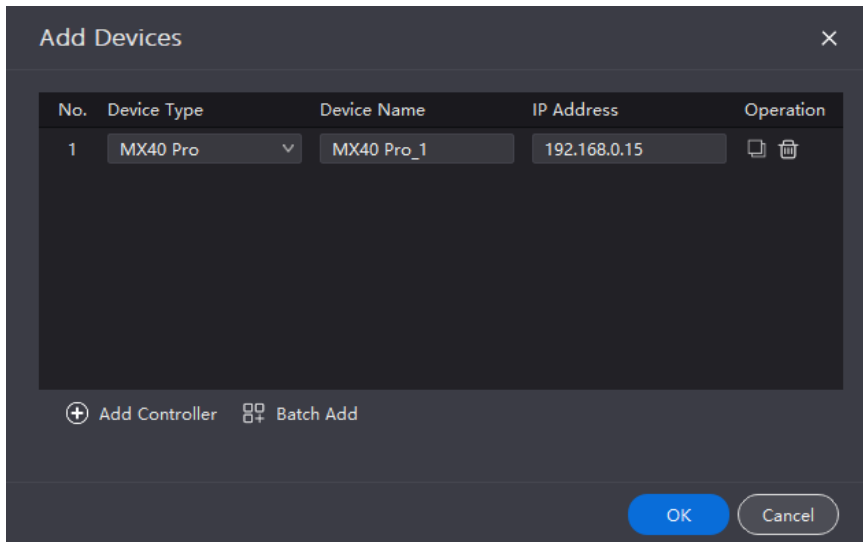 Add Devices
No. Device Type Device Name IP Address Operation
1 MX40 Pro MX40 Pro_1 192.168.0.15
Add Controller Batch Add
OK Cancel